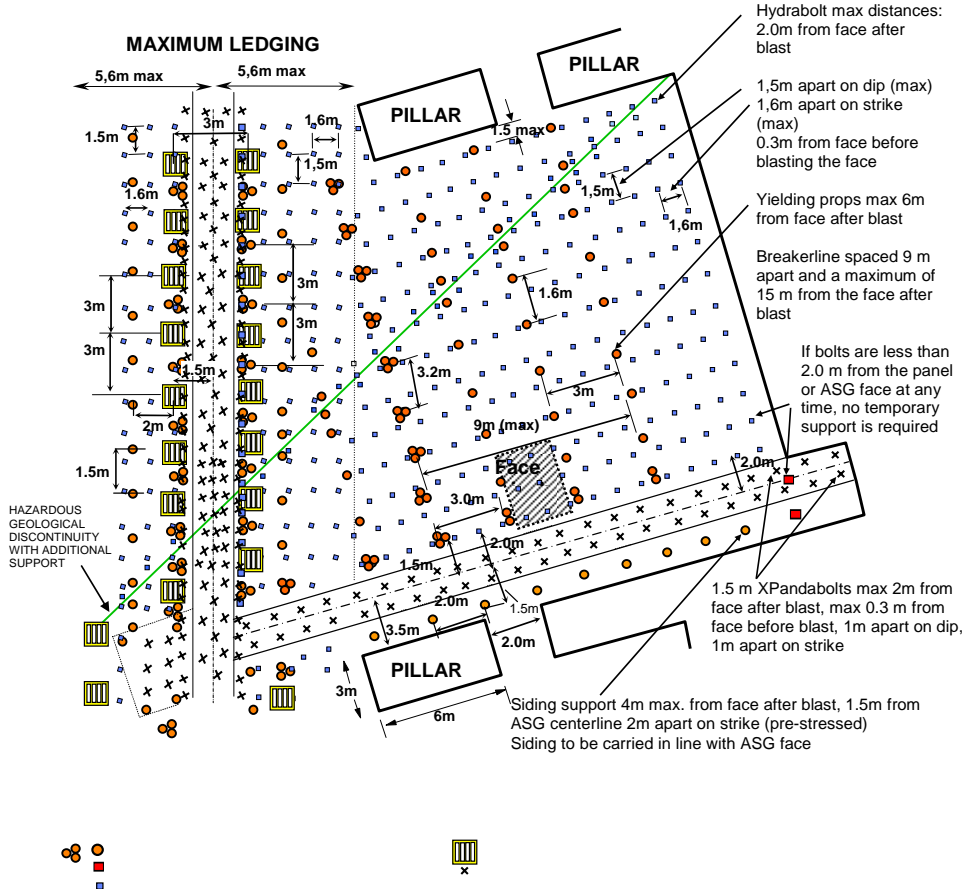 Hydrabolt max distances:
2.0m from face after
blast
MAXIMUM LEDGING
5,6m max
5,6m max
PILLAR
PILLAR
1,5m apart on dip (max)
1,6m apart on strike
(max)
0.3m from face before
blasting the face
3m
1,6m
1.5 max
1.5m
1,5m
1,5m
1.6m
1,6m
Yielding props max 6m
from face after blast
Breakerline spaced 9 m
apart and a maximum of
15 m from the face after
blast
3m
3m
1.6m
3m
3m
If bolts are less than
2.0 m from the panel
or ASG face at any
time, no temporary
support is required
1.5m
3.2m
3m
2m
9m (max)
Face
2.0m
1.5m
3.0m
HAZARDOUS
GEOLOGICAL
DISCONTINUITY
WITH ADDITIONAL
SUPPORT
2.0m
1.5m
2.0m
1.5m
1.5 m XPandabolts max 2m from
face after blast, max 0.3 m from
face before blast, 1m apart on dip,
1m apart on strike
3.5m
2.0m
PILLAR
3m
6m
Siding support 4m max. from face after blast, 1.5m from
ASG centerline 2m apart on strike (pre-stressed)
Siding to be carried in line with ASG face